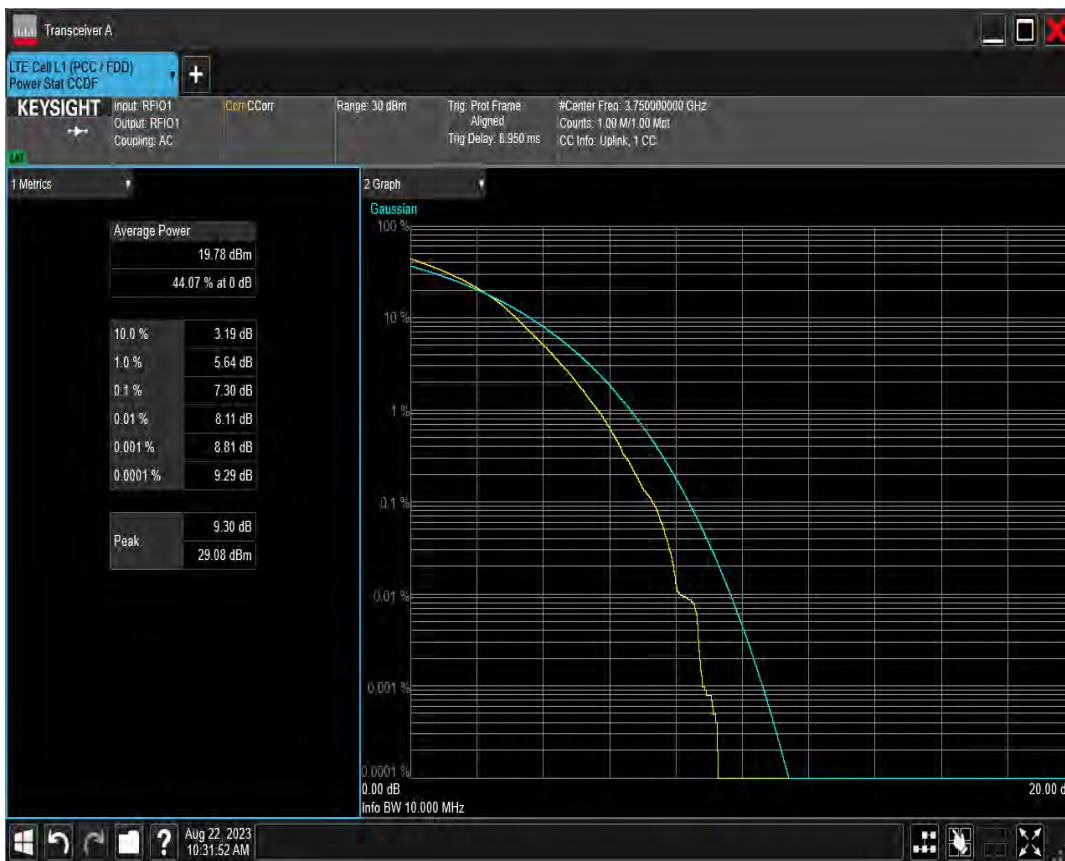 Transceiver A
LTE Cell L1 (PCC / FDD)
Power Stat CCDF
+
KEYSIGHT
Input: RFIO1
Output: RFIO1
Coupling: AC
Corr CCorr
Range: 30 dBm
Trig: Prot Frame
Aligned
Trig Delay: 6.950 ms
#Center Freq: 3.750000000 GHz
Counts: 1.00 M/1.00 Mpt
CC Info: Uplink, 1 CC
1 Metrics
Average Power
19.78 dBm
44.07 % at 0 dB
10.0 % 3.19 dB
1.0 % 5.64 dB
0.1 % 7.30 dB
0.01 % 8.11 dB
0.001 % 8.81 dB
0.0001 % 9.29 dB
Peak
9.30 dB
29.08 dBm
2 Graph
Gaussian
100 %
10 %
1 %
0.1 %
0.01 %
0.001 %
0.0001 %
0.00 dB
20.00 d
Info BW 10.000 MHz
?
Aug 22, 2023
10:31:52 AM